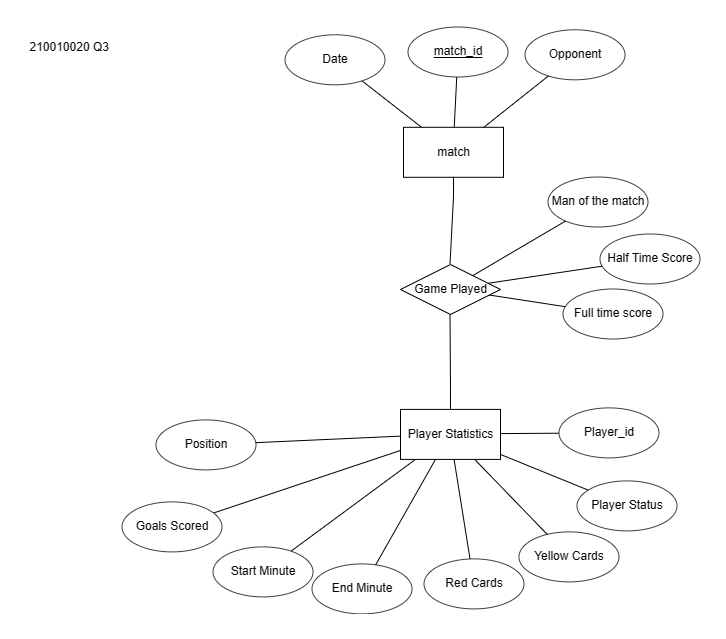 210010020 Q3
Date
match_id
Opponent
match
Man of the match
Half Time Score
Game Played
Full time score
Position
Player Statistics
Player_id
Goals Scored
Player Status
Start Minute
End Minute
Red Cards
Yellow Cards